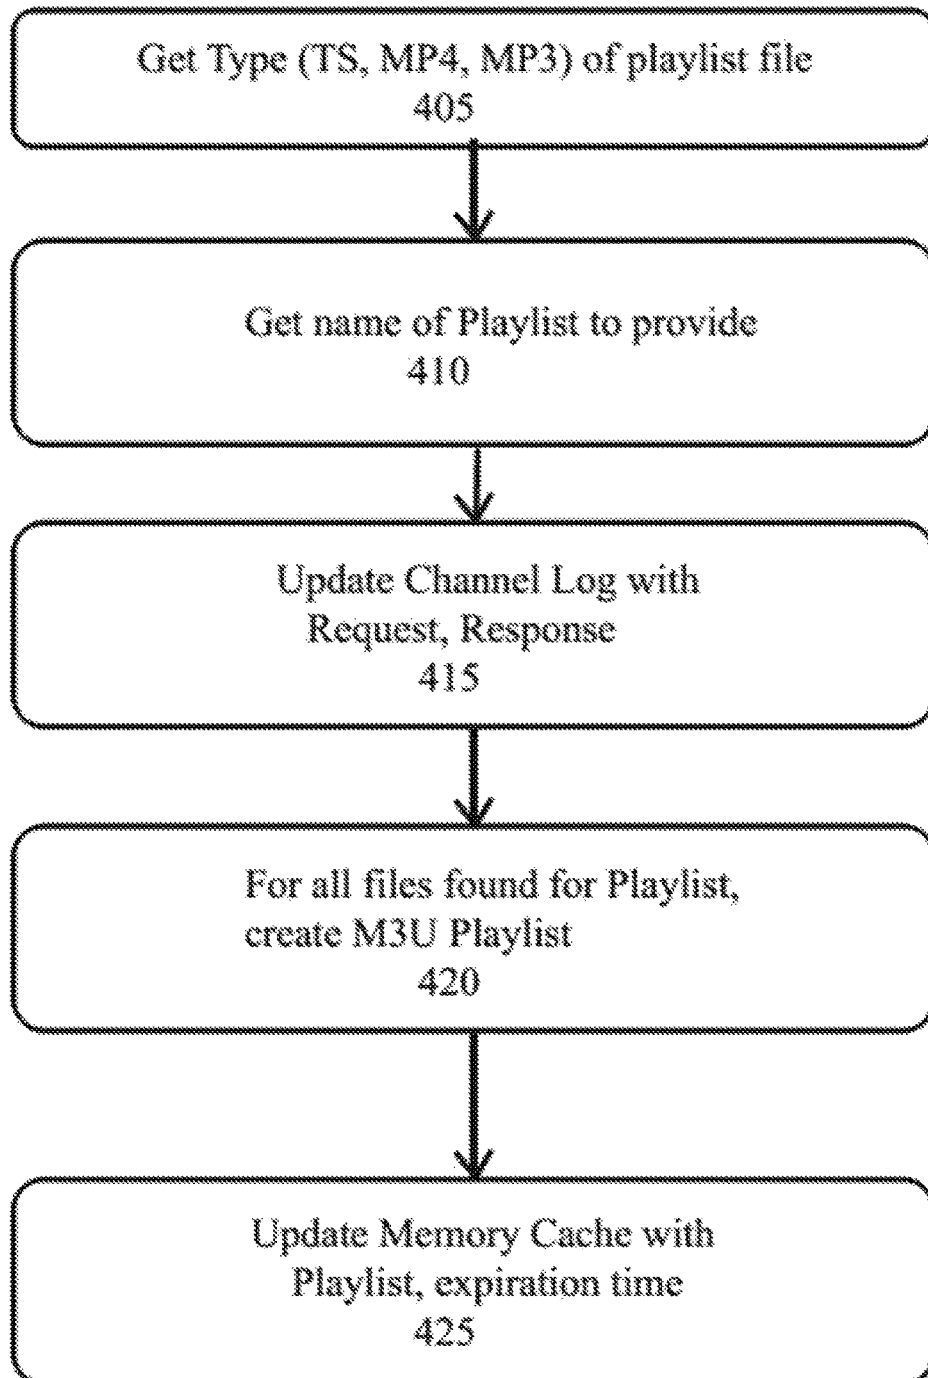 Get Type (TS, MP4, MP3) of playlist file
405
Get name of Playlist to provide
410
Update Channel Log with
Request, Response
415
For all files found for Playlist,
create M3U Playlist
420
Update Memory Cache with
Playlist, expiration time
425